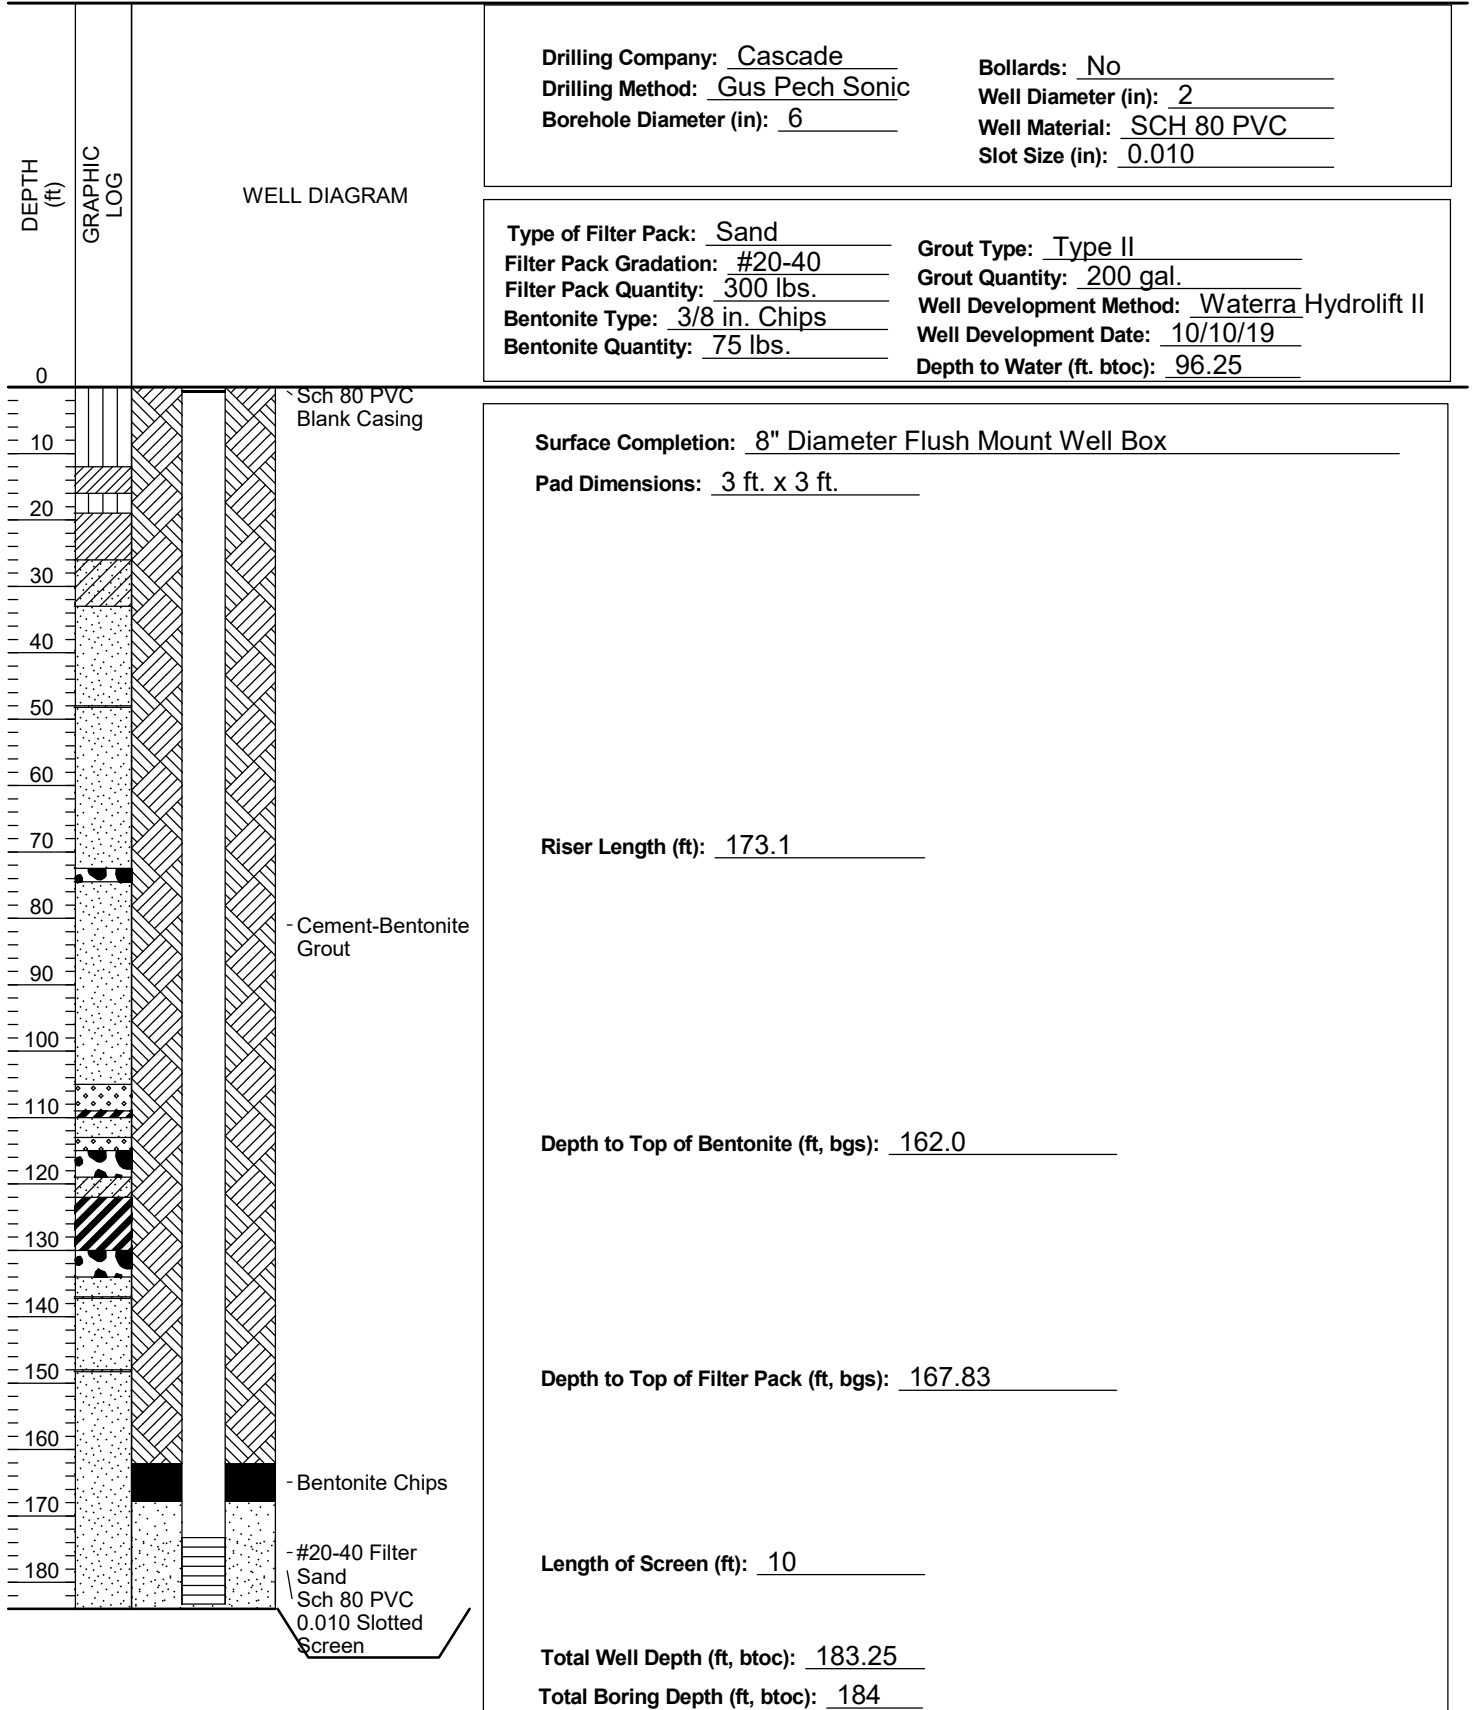 DEPTH
(ft)
GRAPHIC
LOG
WELL DIAGRAM
Drilling Company: Cascade
Drilling Method: Gus Pech Sonic
Borehole Diameter (in): 6
Bollards: No
Well Diameter (in): 2
Well Material: SCH 80 PVC
Slot Size (in): 0.010
Type of Filter Pack: Sand
Filter Pack Gradation: #20-40
Filter Pack Quantity: 300 lbs.
Bentonite Type: 3/8 in. Chips
Bentonite Quantity: 75 lbs.
Grout Type: Type II
Grout Quantity: 200 gal.
Well Development Method: Waterra Hydrolift II
Well Development Date: 10/10/19
Depth to Water (ft. btoc): 96.25
0
10
20
30
40
50
60
70
80
90
100
110
120
130
140
150
160
170
180
Sch 80 PVC
Blank Casing
Cement-Bentonite
Grout
Bentonite Chips
#20-40 Filter
Sand
Sch 80 PVC
0.010 Slotted
Screen
Surface Completion: 8" Diameter Flush Mount Well Box
Pad Dimensions: 3 ft. x 3 ft.
Riser Length (ft): 173.1
Depth to Top of Bentonite (ft, bgs): 162.0
Depth to Top of Filter Pack (ft, bgs): 167.83
Length of Screen (ft): 10
Total Well Depth (ft, btoc): 183.25
Total Boring Depth (ft, btoc): 184